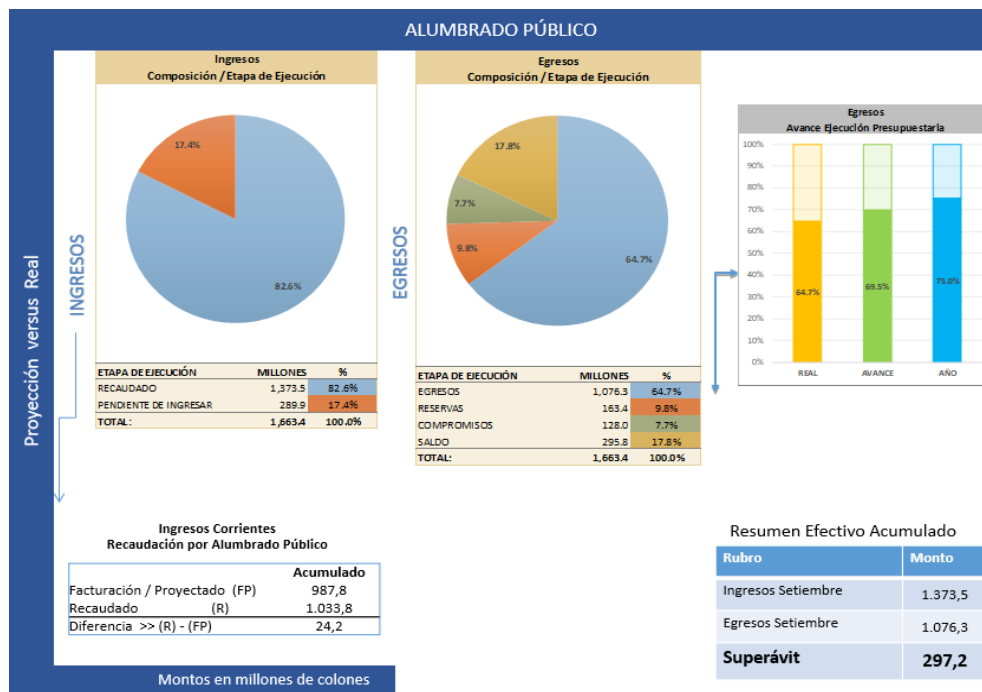 ALUMBRADO PÚBLICO
Proyección versus Real
INGRESOS
Ingresos
Composición / Etapa de Ejecución
17.4%
82.6%
ETAPA DE EJECUCIÓN MILLONES %
RECAUDADO 1,373.5 82.6%
PENDIENTE DE INGRESAR 289.9 17.4%
TOTAL: 1,663.4 100.0%
EGRESOS
Egresos
Composición / Etapa de Ejecución
17.8%
7.7%
9.8%
64.7%
ETAPA DE EJECUCIÓN MILLONES %
EGRESOS 1,076.3 64.7%
RESERVAS 163.4 9.8%
COMPROMISOS 128.0 7.7%
SALDO 295.8 17.8%
TOTAL: 1,663.4 100.0%
Egresos
Avance Ejecución Presupuestaria
100%
90%
80%
70%
60%
50%
40%
30%
20%
10%
0%
64.7% 69.5% 75.0%
REAL AVANCE AÑO
Ingresos Corrientes
Recaudación por Alumbrado Público
Acumulado
Facturación / Proyectado (FP) 987,8
Recaudado (R) 1.033,8
Diferencia >> (R) - (FP) 24,2
Resumen Efectivo Acumulado
Rubro Monto
Ingresos Setiembre 1.373,5
Egresos Setiembre 1.076,3
Superávit 297,2
Montos en millones de colones